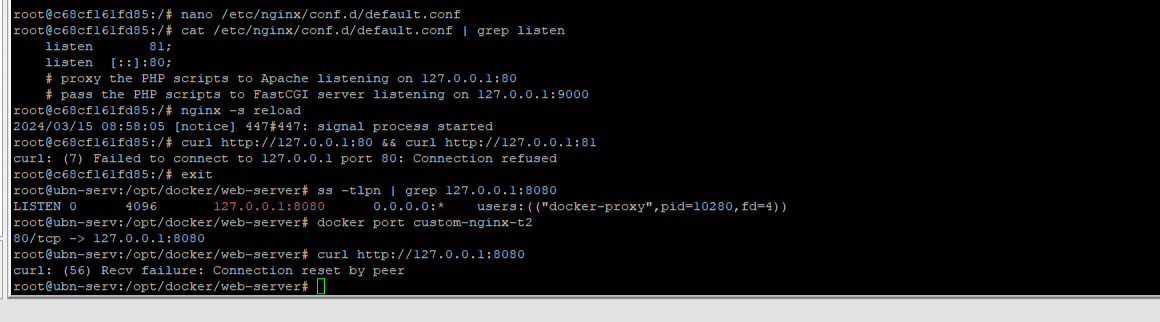 root@c68cf161fd85:/# nano /etc/nginx/conf.d/default.conf
root@c68cf161fd85:/# cat /etc/nginx/conf.d/default.conf | grep listen
    listen       81;
    listen  [::]:80;
    # proxy the PHP scripts to Apache listening on 127.0.0.1:80
    # pass the PHP scripts to FastCGI server listening on 127.0.0.1:9000
root@c68cf161fd85:/# nginx -s reload
2024/03/15 08:58:05 [notice] 447#447: signal process started
root@c68cf161fd85:/# curl http://127.0.0.1:80 && curl http://127.0.0.1:81
curl: (7) Failed to connect to 127.0.0.1 port 80: Connection refused
root@c68cf161fd85:/# exit
root@ubn-serv:/opt/docker/web-server# ss -tlpn | grep 127.0.0.1:8080
LISTEN 0      4096        127.0.0.1:8080       0.0.0.0:*    users:(("docker-proxy",pid=10280,fd=4))
root@ubn-serv:/opt/docker/web-server# docker port custom-nginx-t2
80/tcp -> 127.0.0.1:8080
root@ubn-serv:/opt/docker/web-server# curl http://127.0.0.1:8080
curl: (56) Recv failure: Connection reset by peer
root@ubn-serv:/opt/docker/web-server#